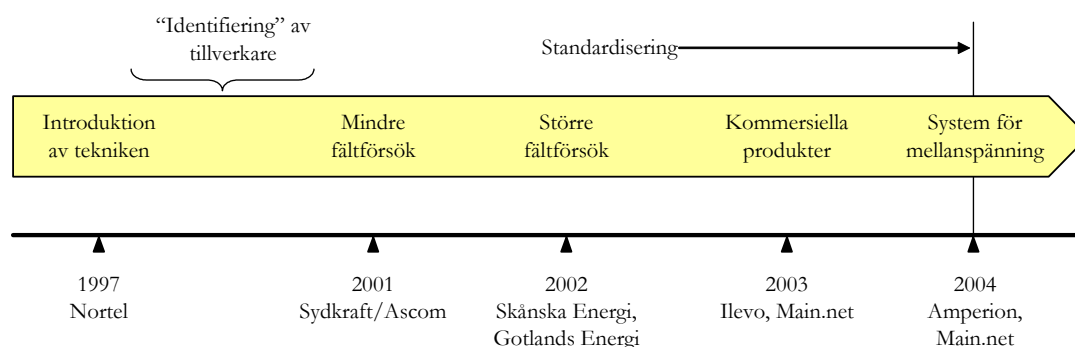 “Identifiering” av
tillverkare
Standardisering
Introduktion
av tekniken
Mindre
fältförsök
Större
fältförsök
Kommersiella
produkter
System för
mellanspänning
1997
Nortel
2001
Sydkraft/Ascom
2002
Skånska Energi,
Gotlands Energi
2003
Ilevo, Main.net
2004
Amperion,
Main.net